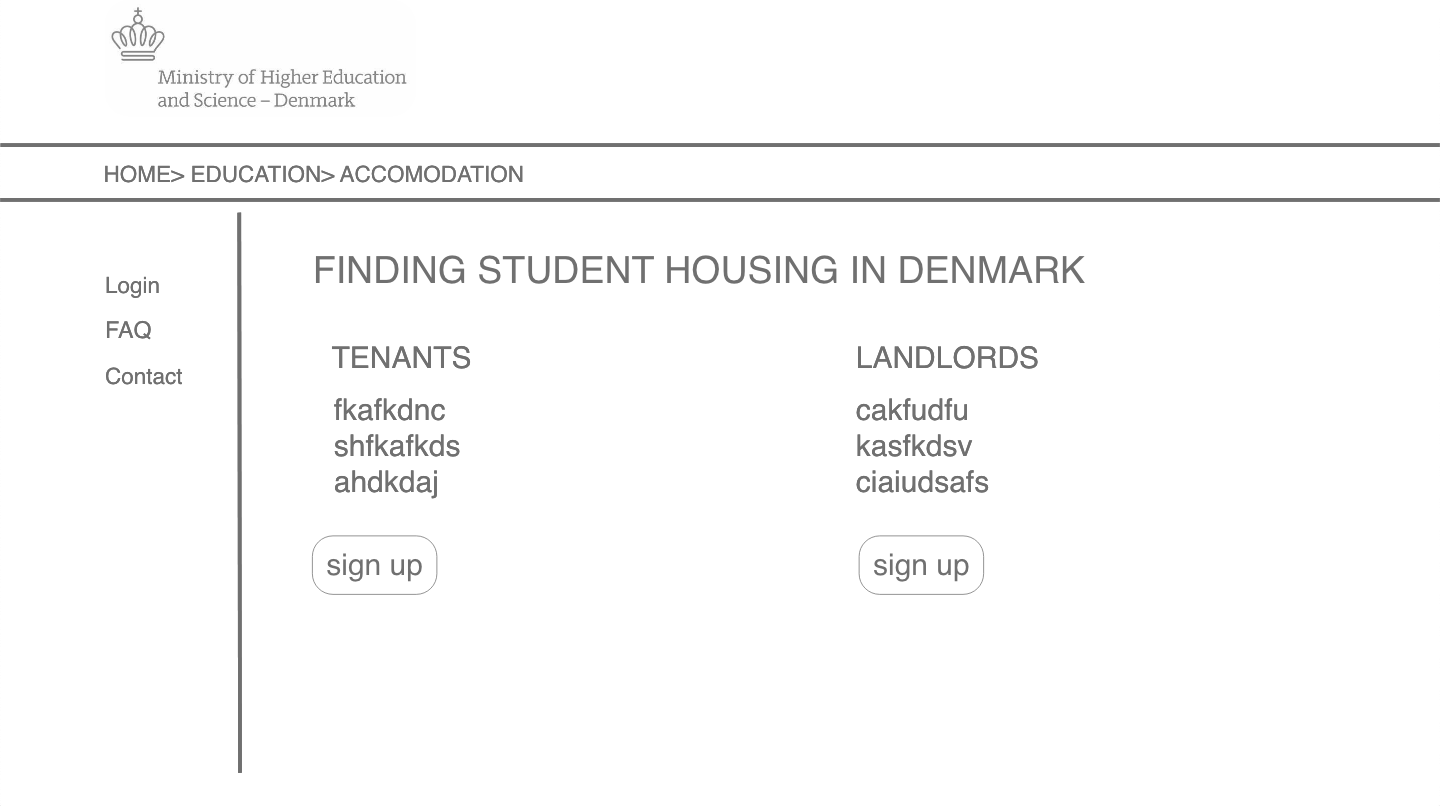 Ministry of Higher Education
and Science – Denmark
HOME> EDUCATION> ACCOMODATION
Login
FAQ
Contact
FINDING STUDENT HOUSING IN DENMARK
TENANTS
fkafkdnc
shfkafkds
ahdkdaj
sign up
LANDLORDS
cakfudfu
kasfkdsv
ciaiudsafs
sign up